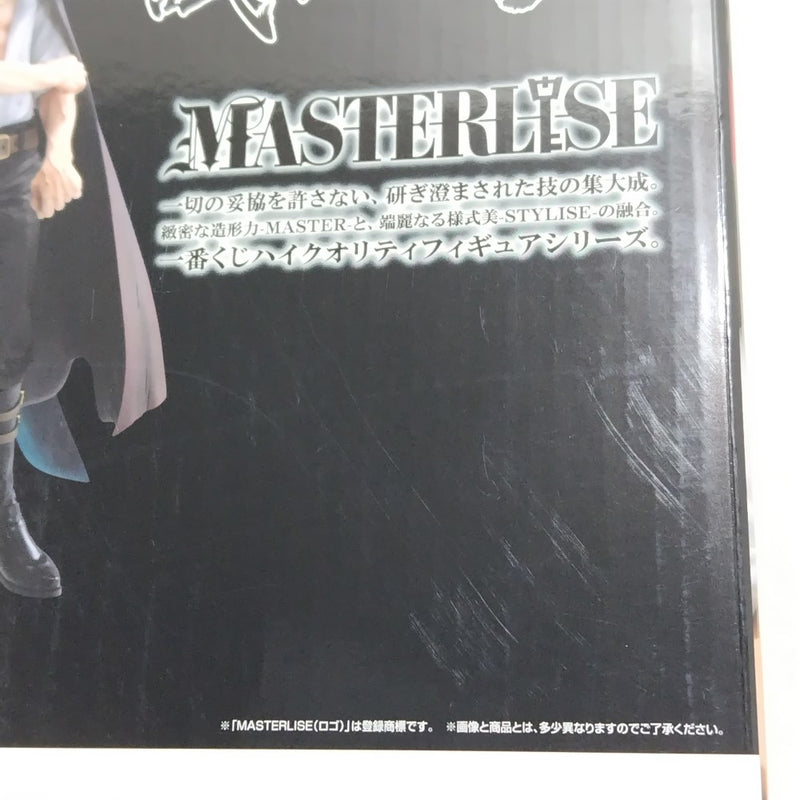 MASTERLISE
一切の妥協を許さない、研ぎ澄まされた技の集大成。
緻密な造形力-MASTER-と、端麗なる様式美-STYLISE-の融合。
一番くじハイクオリティフィギュアシリーズ。
※「MASTERLISE(ロゴ)」は登録商標です。 ※画像と商品とは、多少異なりますのでご了承ください。